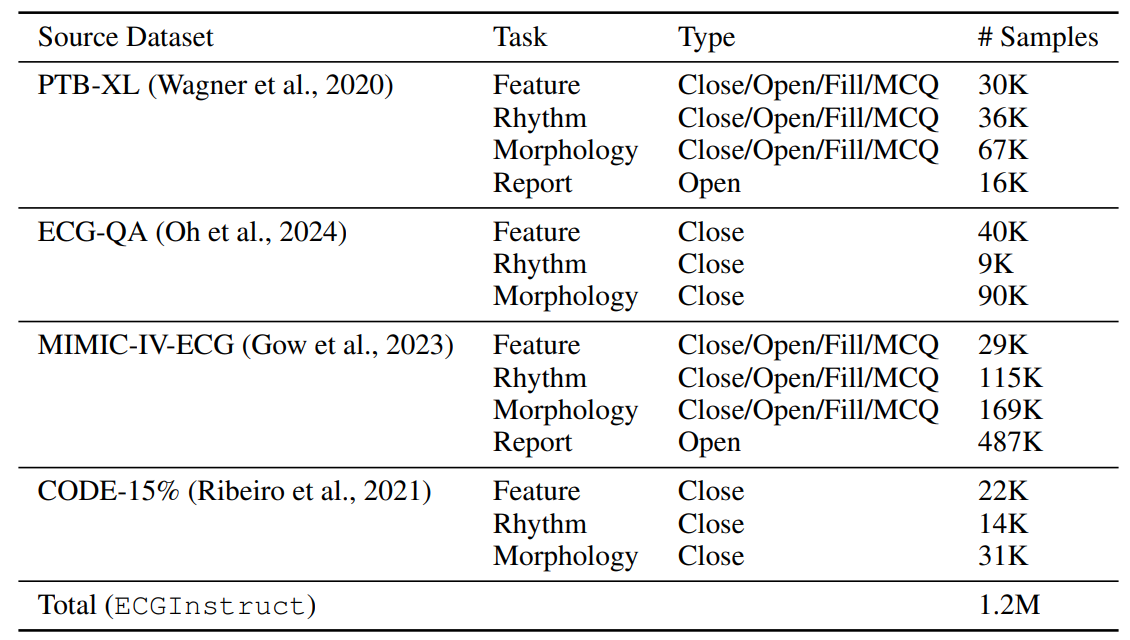 Source Dataset Task Type # Samples
PTB-XL (Wagner et al., 2020) Feature Close/Open/Fill/MCQ 30K
Rhythm Close/Open/Fill/MCQ 36K
Morphology Close/Open/Fill/MCQ 67K
Report Open 16K
ECG-QA (Oh et al., 2024) Feature Close 40K
Rhythm Close 9K
Morphology Close 90K
MIMIC-IV-ECG (Gow et al., 2023) Feature Close/Open/Fill/MCQ 29K
Rhythm Close/Open/Fill/MCQ 115K
Morphology Close/Open/Fill/MCQ 169K
Report Open 487K
CODE-15% (Ribeiro et al., 2021) Feature Close 22K
Rhythm Close 14K
Morphology Close 31K
Total (ECGInstruct) 1.2M